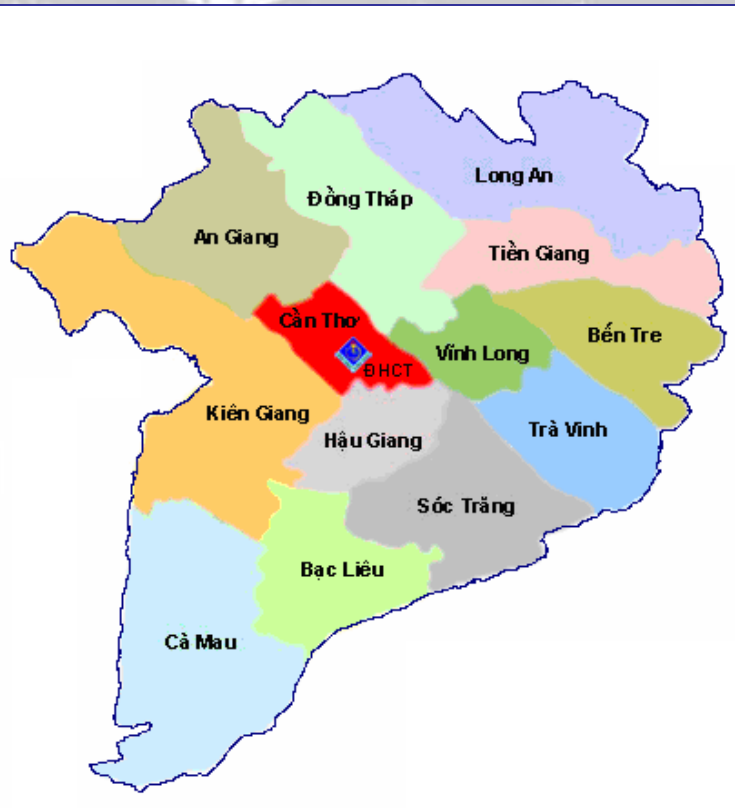 Long An
Đồng Tháp
An Giang
Tiền Giang
Cần Thơ
Bến Tre
Vĩnh Long
ĐHCT
Kiên Giang
Trà Vinh
Hậu Giang
Sóc Trăng
Bạc Liêu
Cà Mau